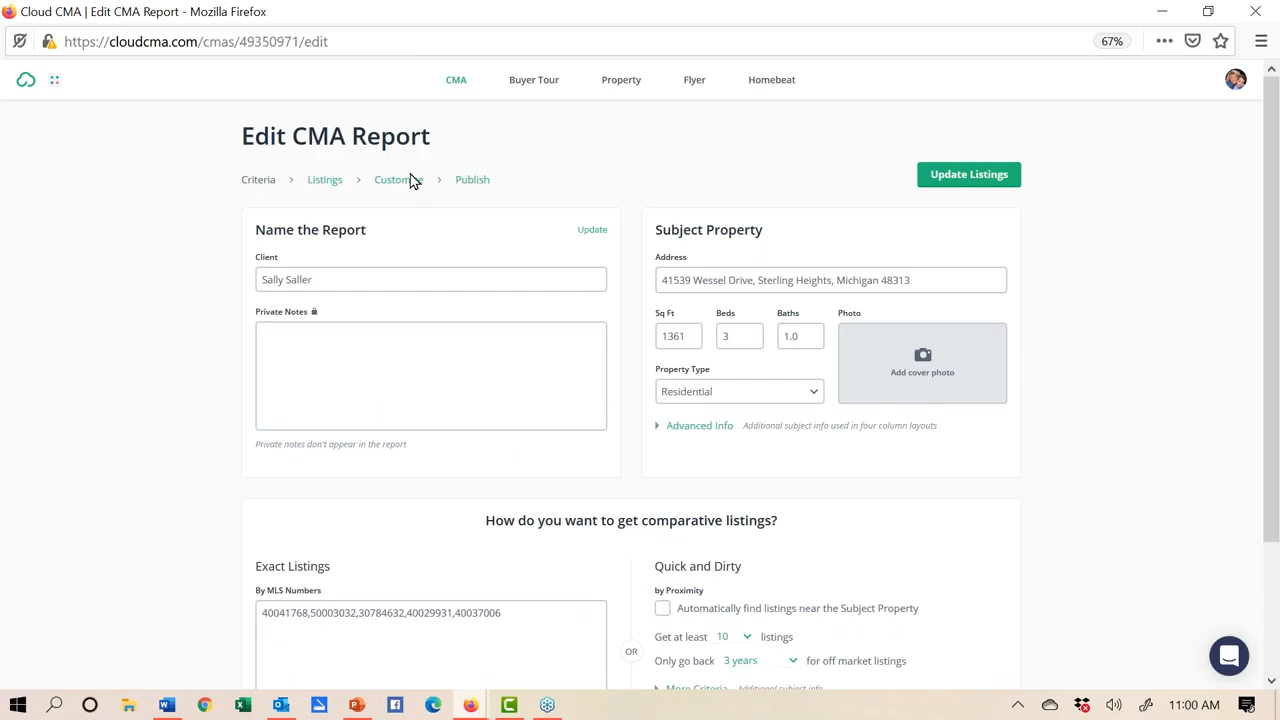 Cloud CMA | Edit CMA Report - Mozilla Firefox
https://cloudcma.com/cmas/49350971/edit
67%
CMA
Buyer Tour
Property
Flyer
Homebeat
Edit CMA Report
Criteria
Listings
Customize
Publish
Update Listings
Name the Report
Update
Client
Sally Saller
Private Notes
Private notes don't appear in the report
Subject Property
Address
41539 Wessel Drive, Sterling Heights, Michigan 48313
Sq Ft
Beds
Baths
Photo
1361
3
1.0
Add cover photo
Property Type
Residential
Advanced Info
Additional subject info used in four column layouts
How do you want to get comparative listings?
Exact Listings
By MLS Numbers
40041768,50003032,30784632,40029931,40037006
OR
Quick and Dirty
by Proximity
Automatically find listings near the Subject Property
Get at least 10 listings
Only go back 3 years for off market listings
More Criteria
Additional subject info
11:00 AM